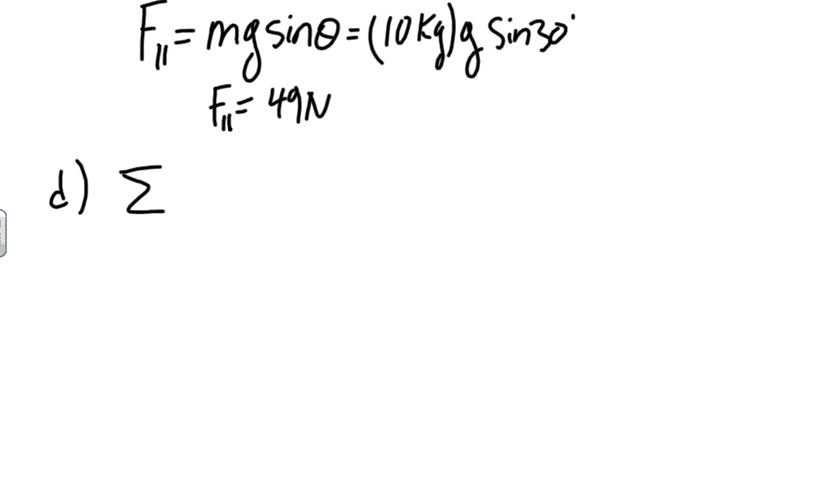 F∥ = mg sinθ = (10 Kg) g sin30°
F∥ = 49N
d) Σ